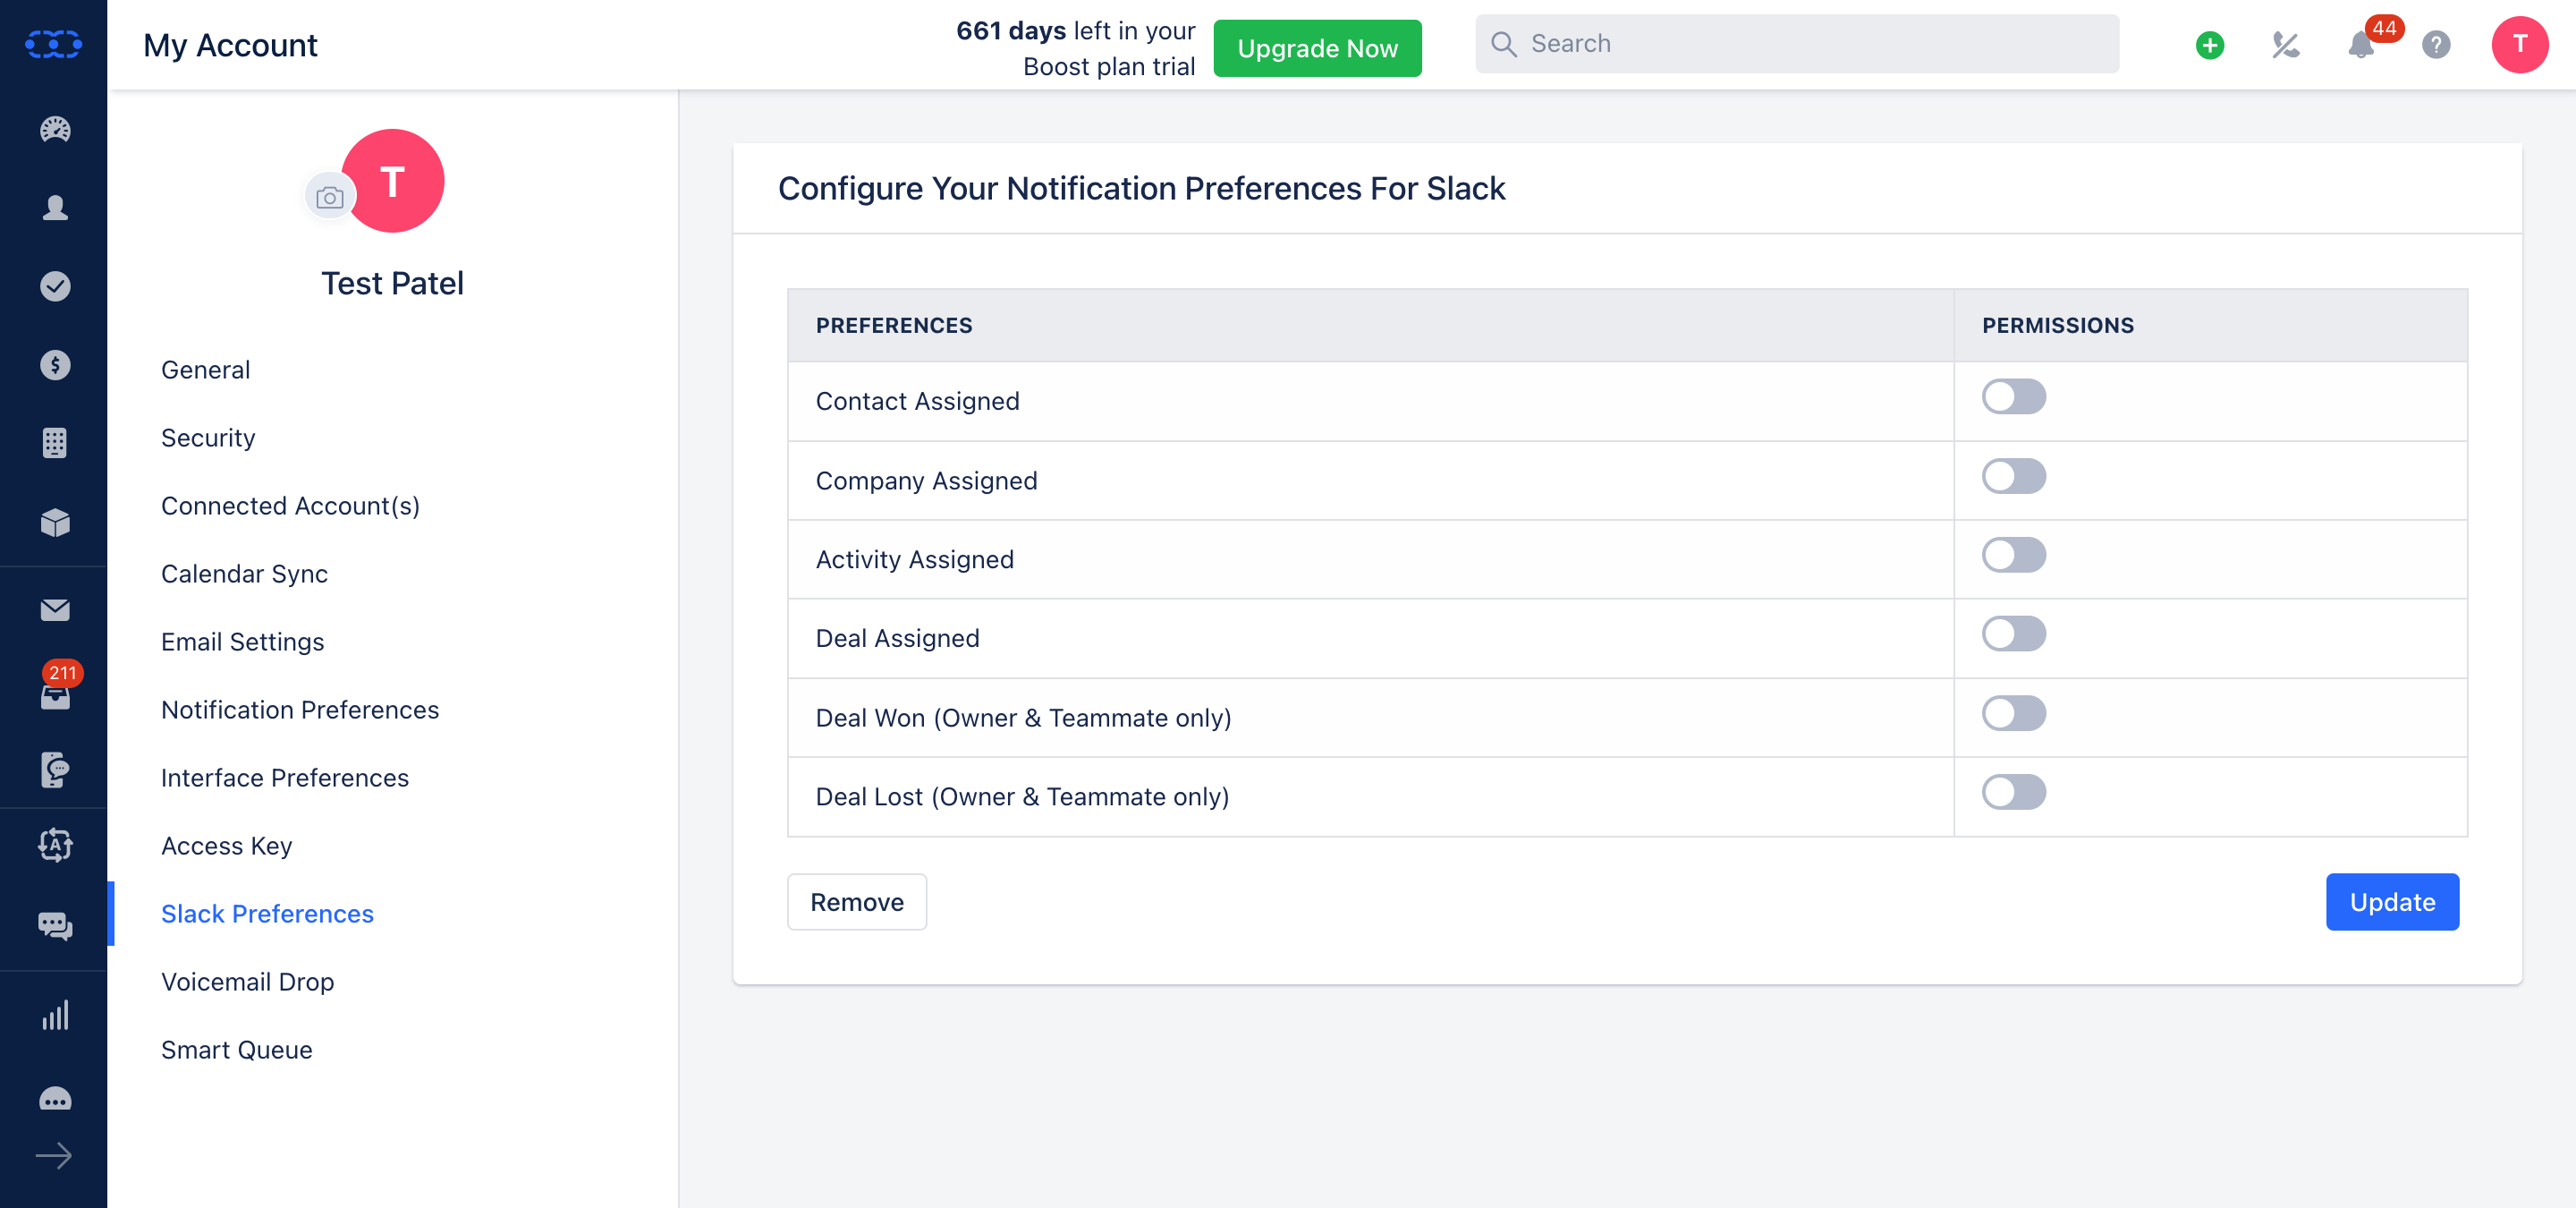 My Account
661 days left in your
Boost plan trial
Upgrade Now
Search
44
?
T
T
Test Patel
General
Security
Connected Account(s)
Calendar Sync
Email Settings
Notification Preferences
Interface Preferences
Access Key
Slack Preferences
Voicemail Drop
Smart Queue
$
211
A
Configure Your Notification Preferences For Slack
PREFERENCES PERMISSIONS
Contact Assigned
Company Assigned
Activity Assigned
Deal Assigned
Deal Won (Owner & Teammate only)
Deal Lost (Owner & Teammate only)
Remove
Update